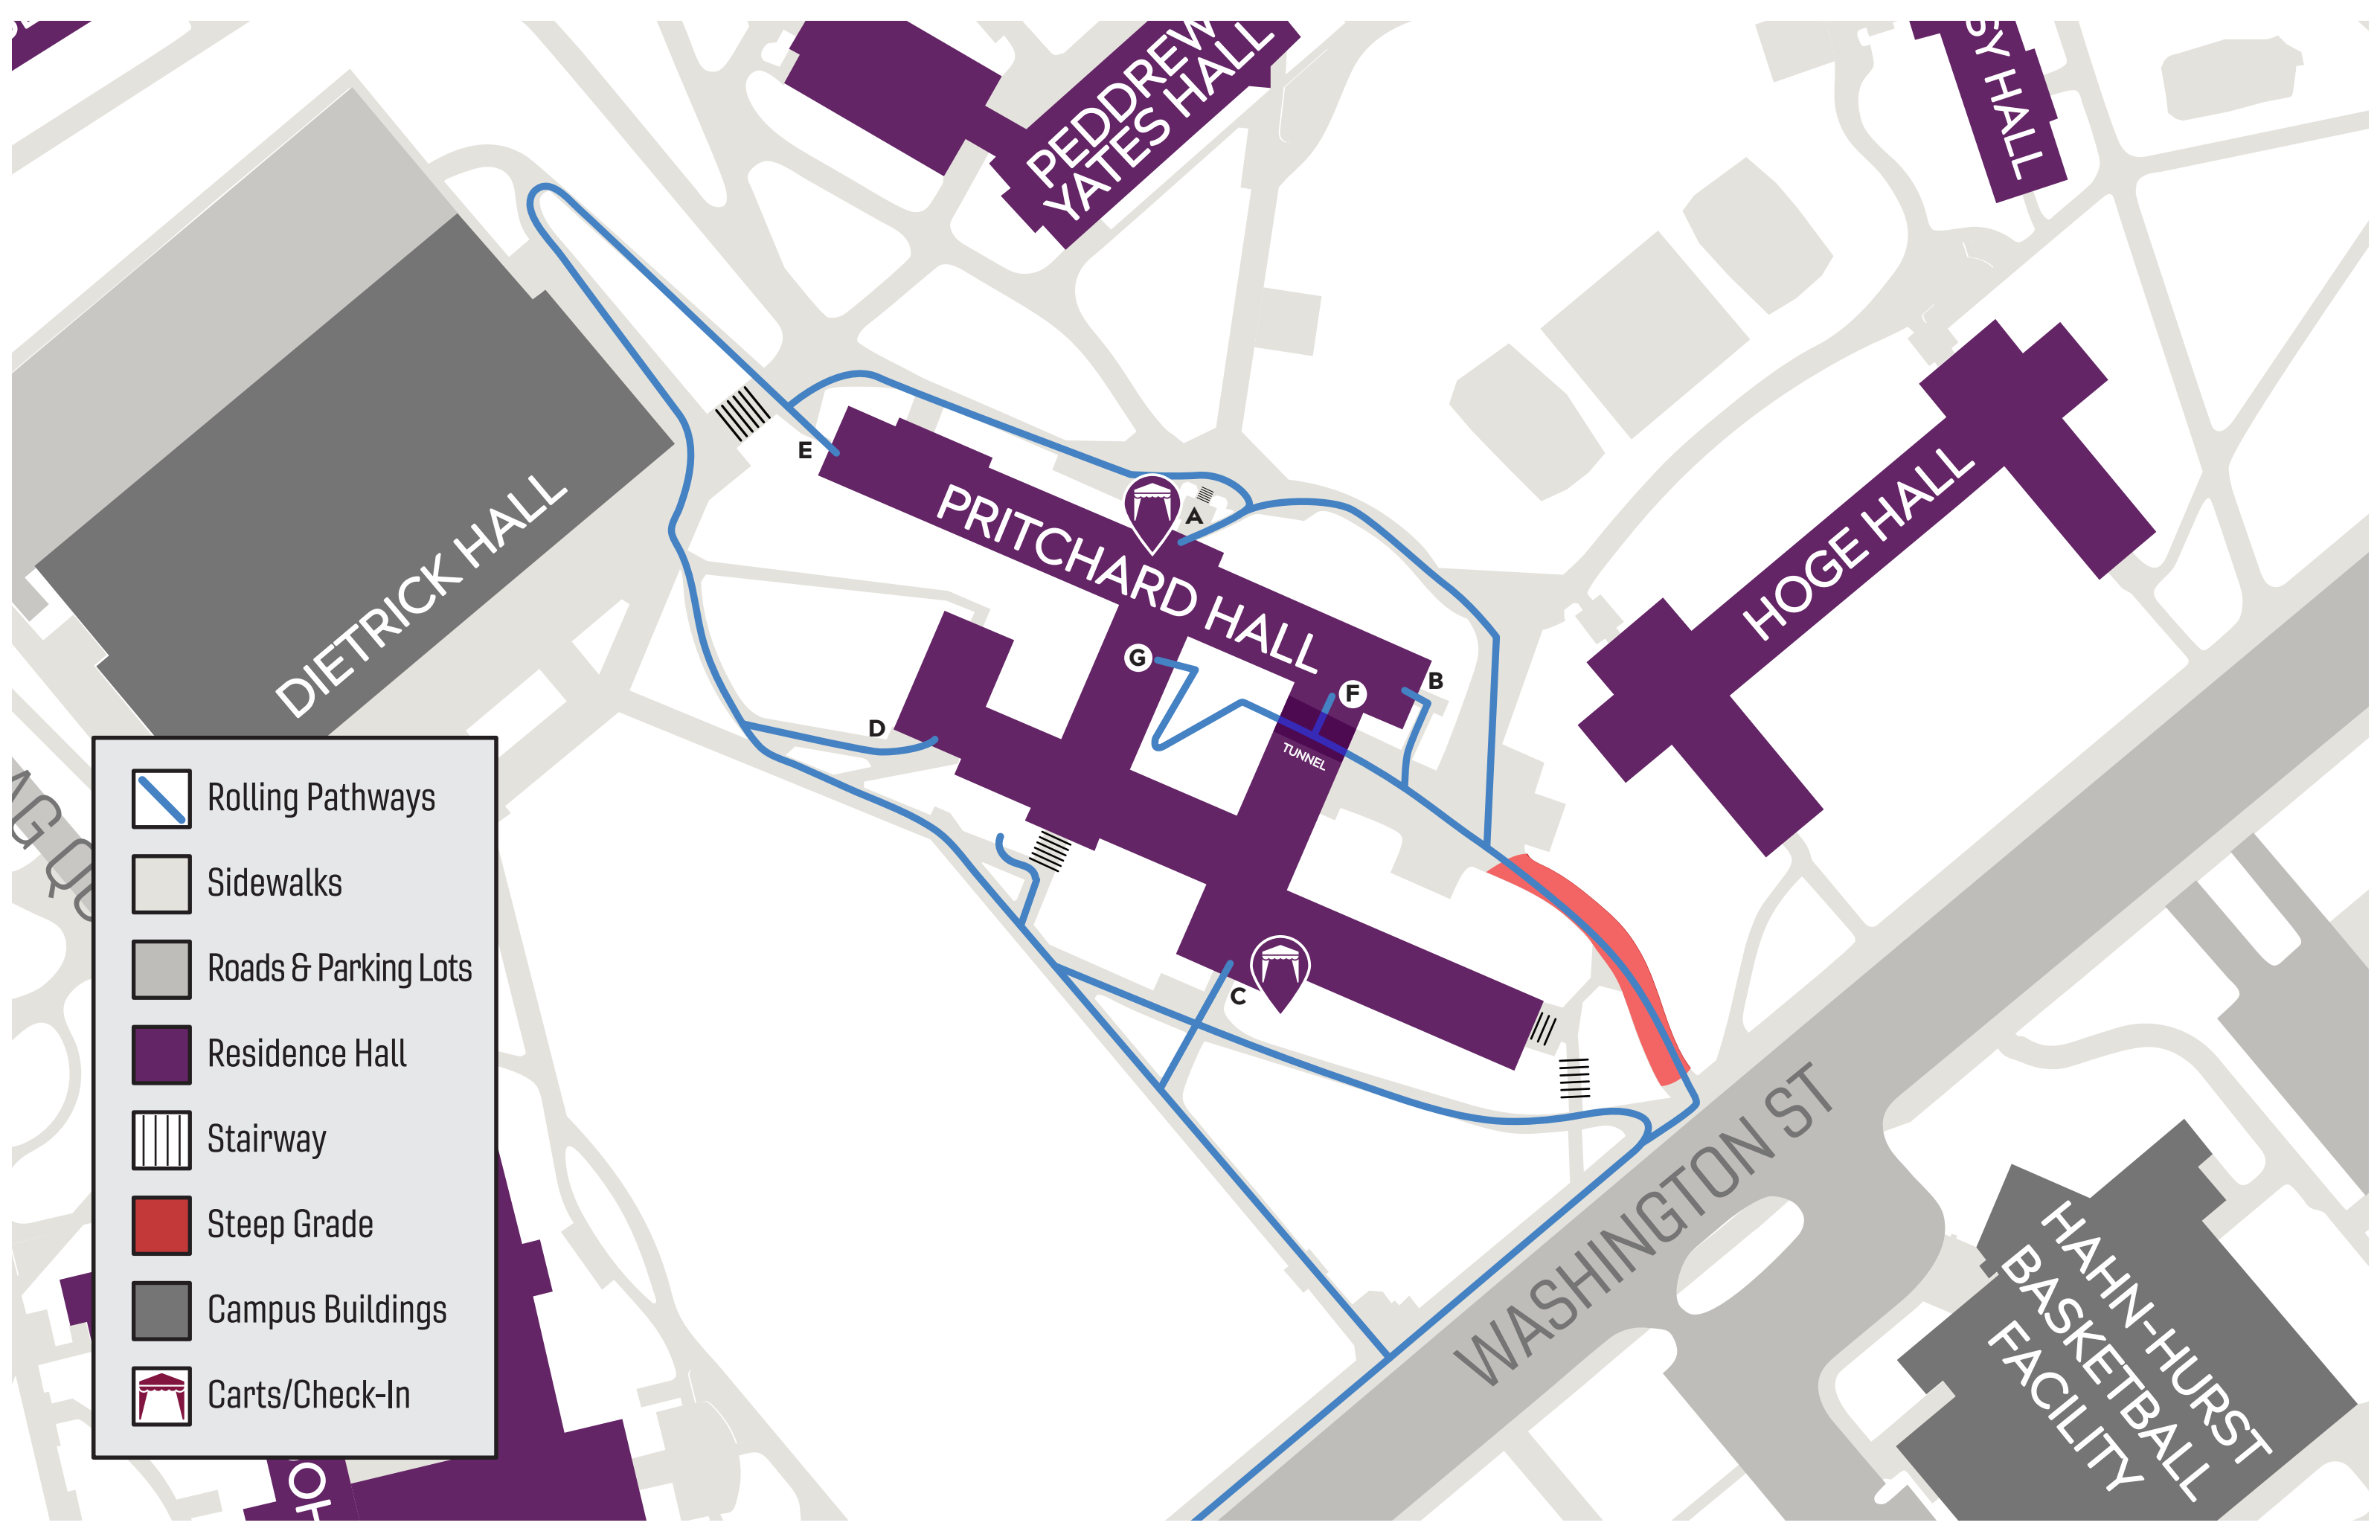 PEDDREW
YATES HALL
SY HALL
DIETRICK HALL
E
PRITCHARD HALL
A
HOGE HALL
G
F
B
D
TUNNEL
C
Rolling Pathways
Sidewalks
Roads & Parking Lots
Residence Hall
Stairway
Steep Grade
Campus Buildings
Carts/Check-In
WASHINGTON ST
HAHN-HURST
BASKETBALL
FACILITY